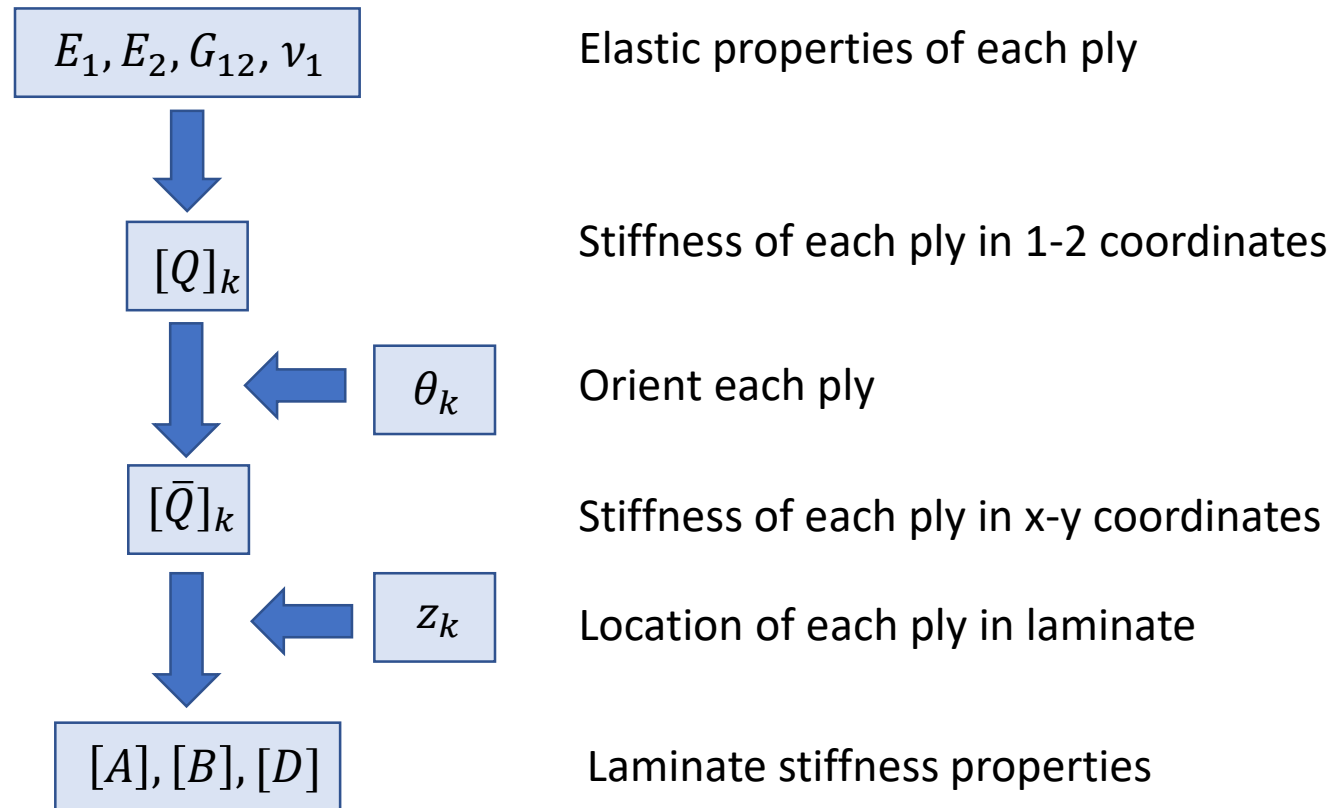 E₁, E₂, G₁₂, ν₁ Elastic properties of each ply
[Q]ₖ Stiffness of each ply in 1-2 coordinates
θₖ Orient each ply
[Q̄]ₖ Stiffness of each ply in x-y coordinates
zₖ Location of each ply in laminate
[A], [B], [D] Laminate stiffness properties